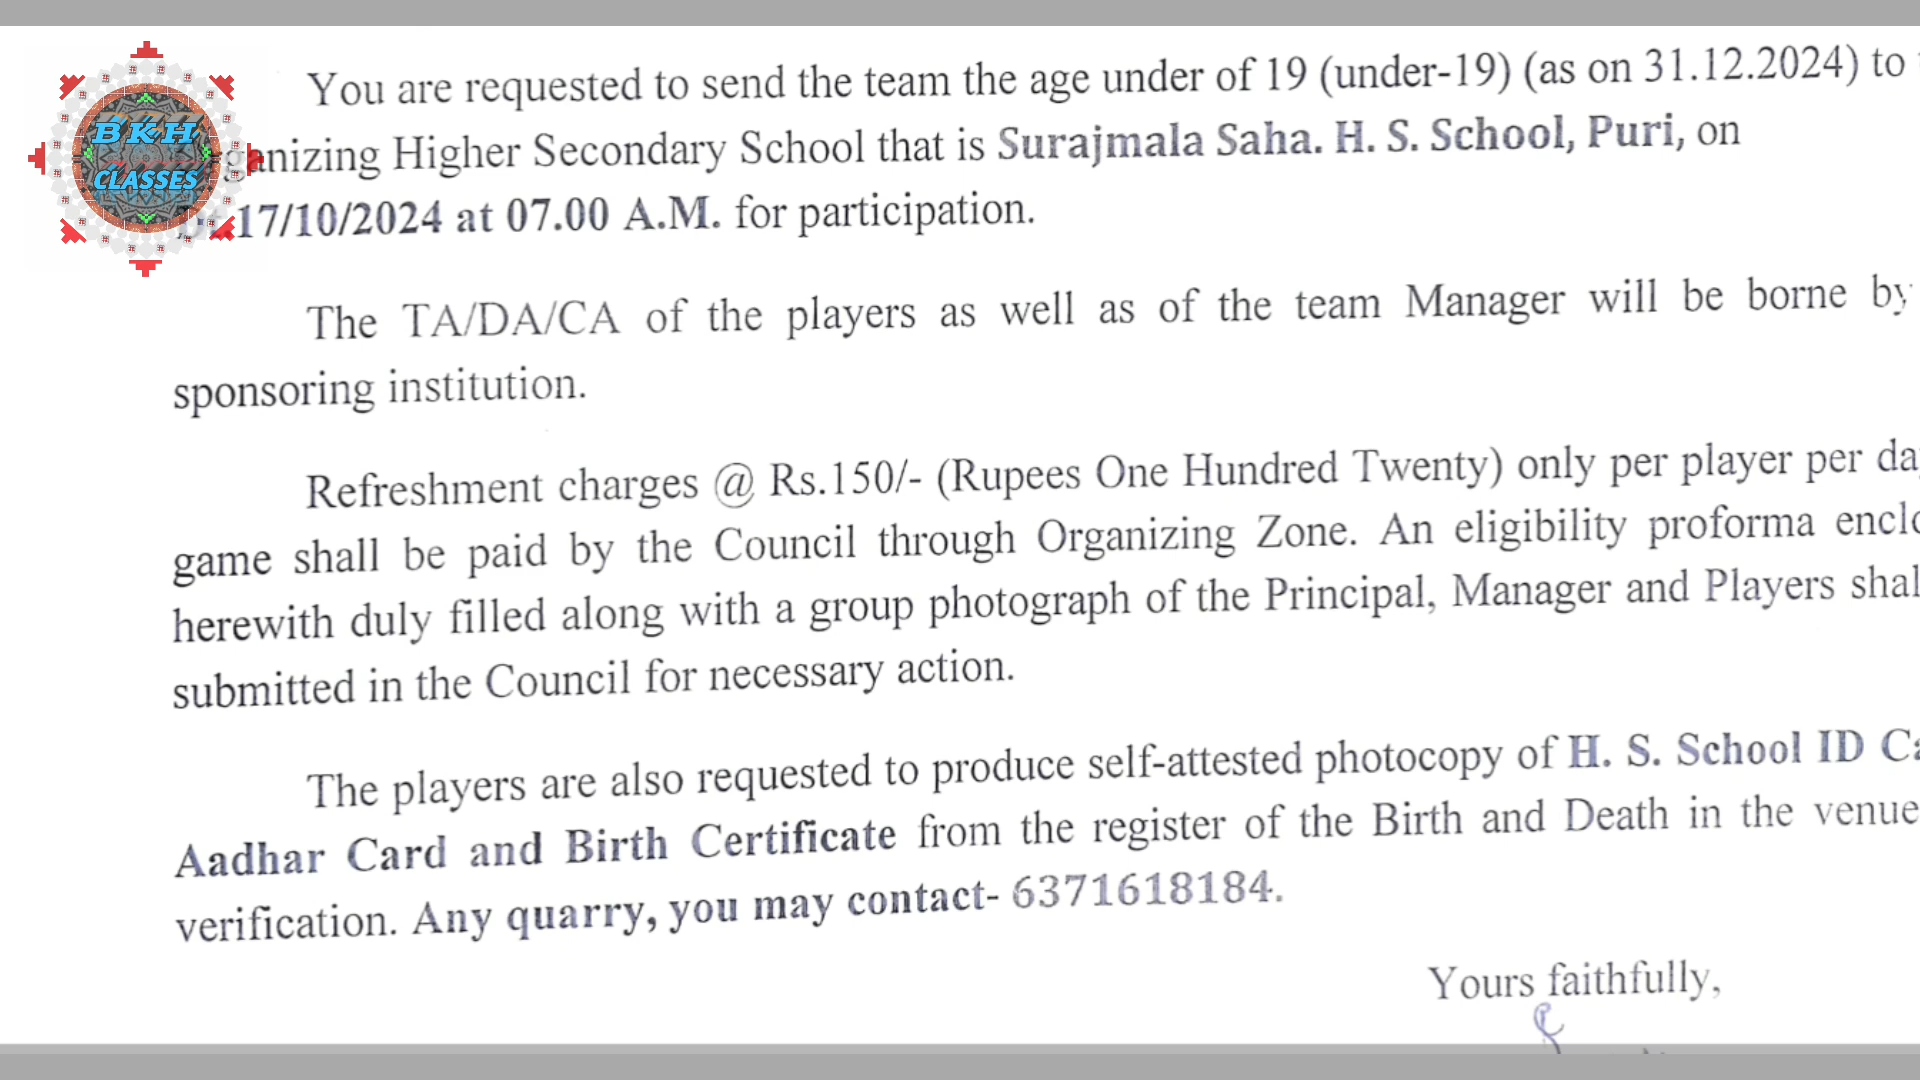 BKH
CLASSES
You are requested to send the team the age under of 19 (under-19) (as on 31.12.2024) to
ganizing Higher Secondary School that is Surajmala Saha. H. S. School, Puri, on
17/10/2024 at 07.00 A.M. for participation.
The TA/DA/CA of the players as well as of the team Manager will be borne by
sponsoring institution.
Refreshment charges @ Rs.150/- (Rupees One Hundred Twenty) only per player per da
game shall be paid by the Council through Organizing Zone. An eligibility proforma enclo
herewith duly filled along with a group photograph of the Principal, Manager and Players shal
submitted in the Council for necessary action.
The players are also requested to produce self-attested photocopy of H. S. School ID Ca
Aadhar Card and Birth Certificate from the register of the Birth and Death in the venue
verification. Any quarry, you may contact- 6371618184.
Yours faithfully,